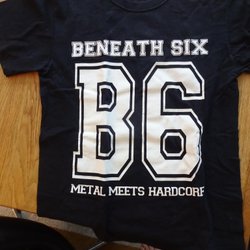 BENEATH SIX
B6
METAL MEETS HARDCORE